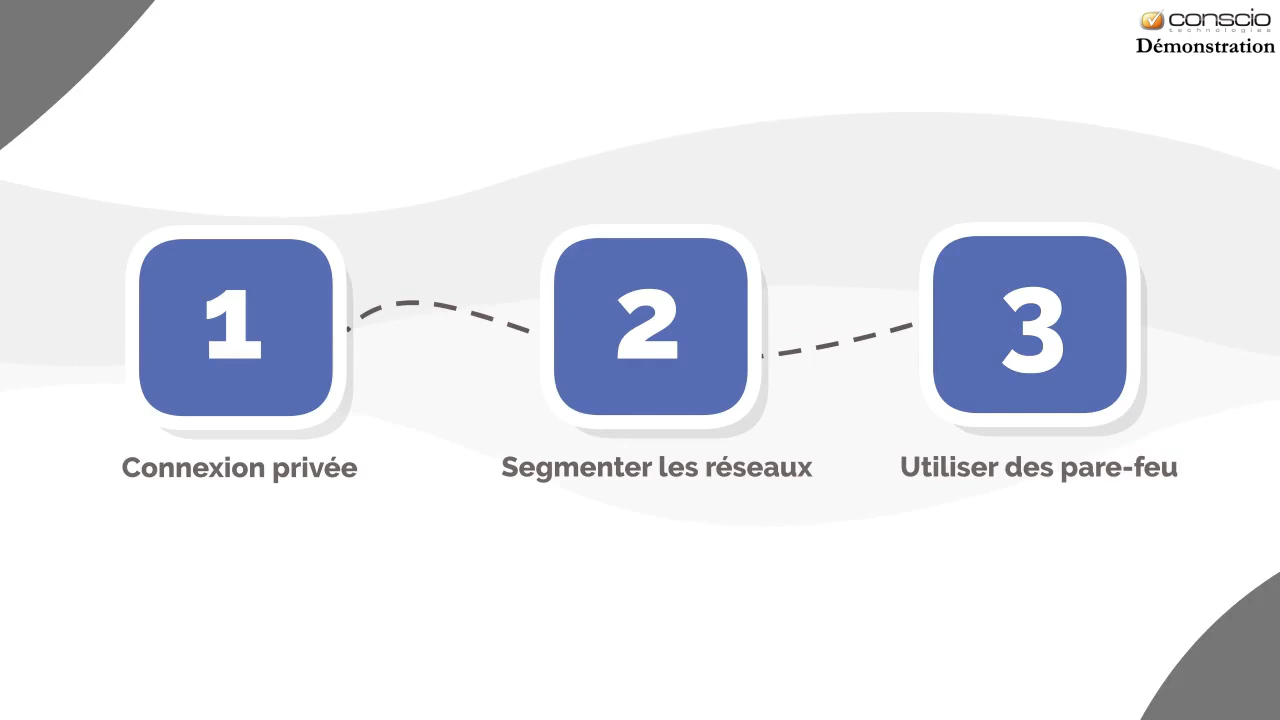 conscio
technologies
Démonstration
1
2
3
Connexion privée
Segmenter les réseaux
Utiliser des pare-feu